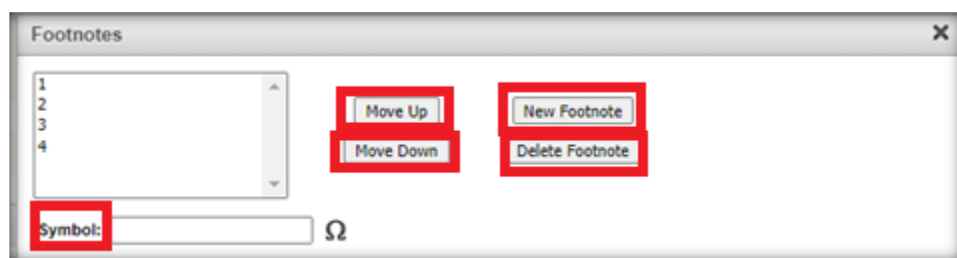 Footnotes
1
2
3
4
Move Up
New Footnote
Move Down
Delete Footnote
Symbol:
Ω